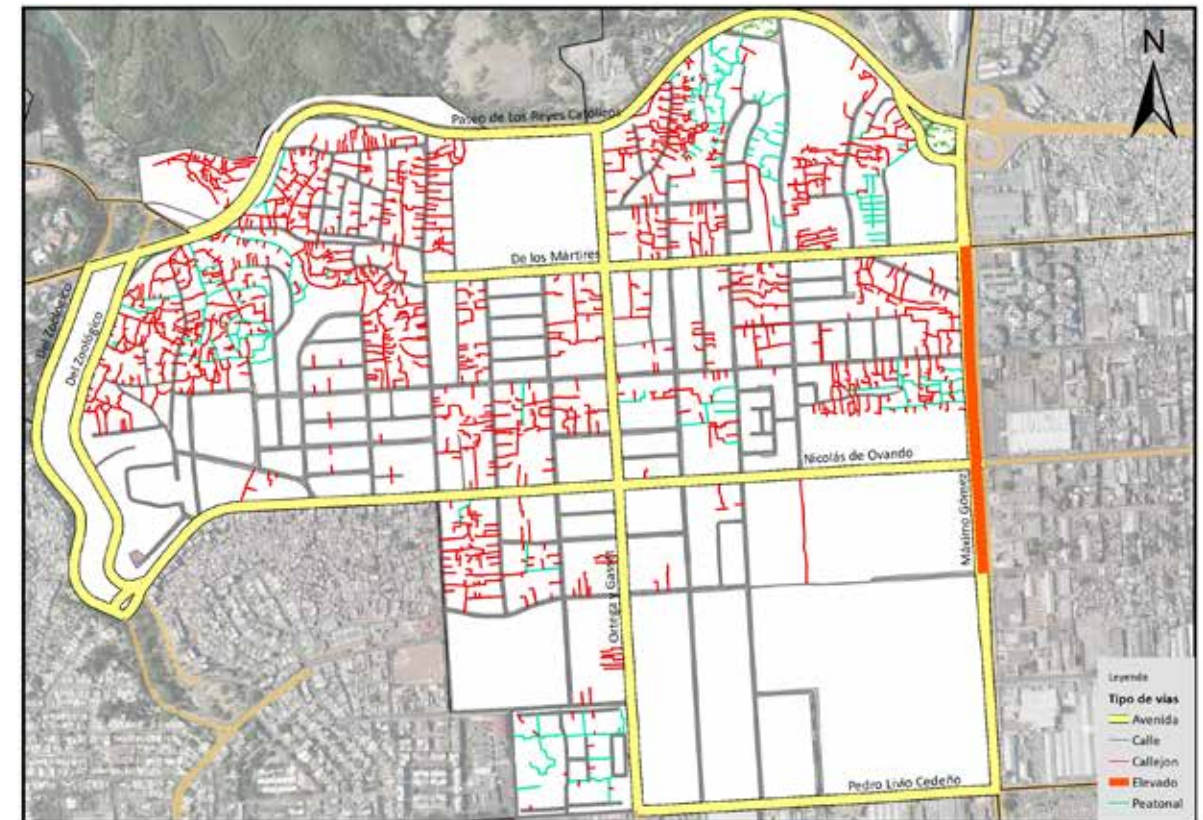 N
Paseo de Los Reyes Católicos
De los Mártires
Del Zoológico
Del Zoológico
Nicolás de Ovando
Máximo Gómez
Ortega y Gasset
Pedro Livio Cedeño
Leyenda
Tipo de vías
Avenida
Calle
Callejon
Elevado
Peatonal